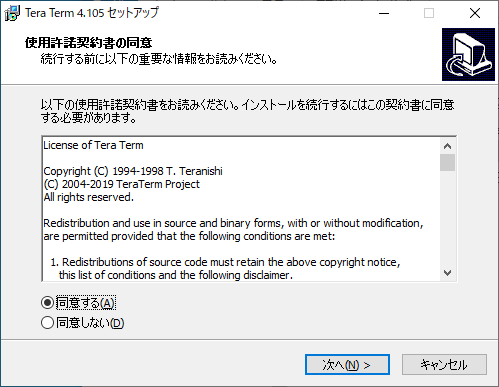 Tera Term 4.105 セットアップ
使用許諾契約書の同意
続行する前に以下の重要な情報をお読みください。
以下の使用許諾契約書をお読みください。インストールを続行するにはこの契約書に同意
する必要があります。
License of Tera Term
Copyright (C) 1994-1998 T. Teranishi
(C) 2004-2019 TeraTerm Project
All rights reserved.
Redistribution and use in source and binary forms, with or without modification,
are permitted provided that the following conditions are met:
1. Redistributions of source code must retain the above copyright notice,
this list of conditions and the following disclaimer.
同意する(A)
同意しない(D)
次へ(N) >
キャンセル